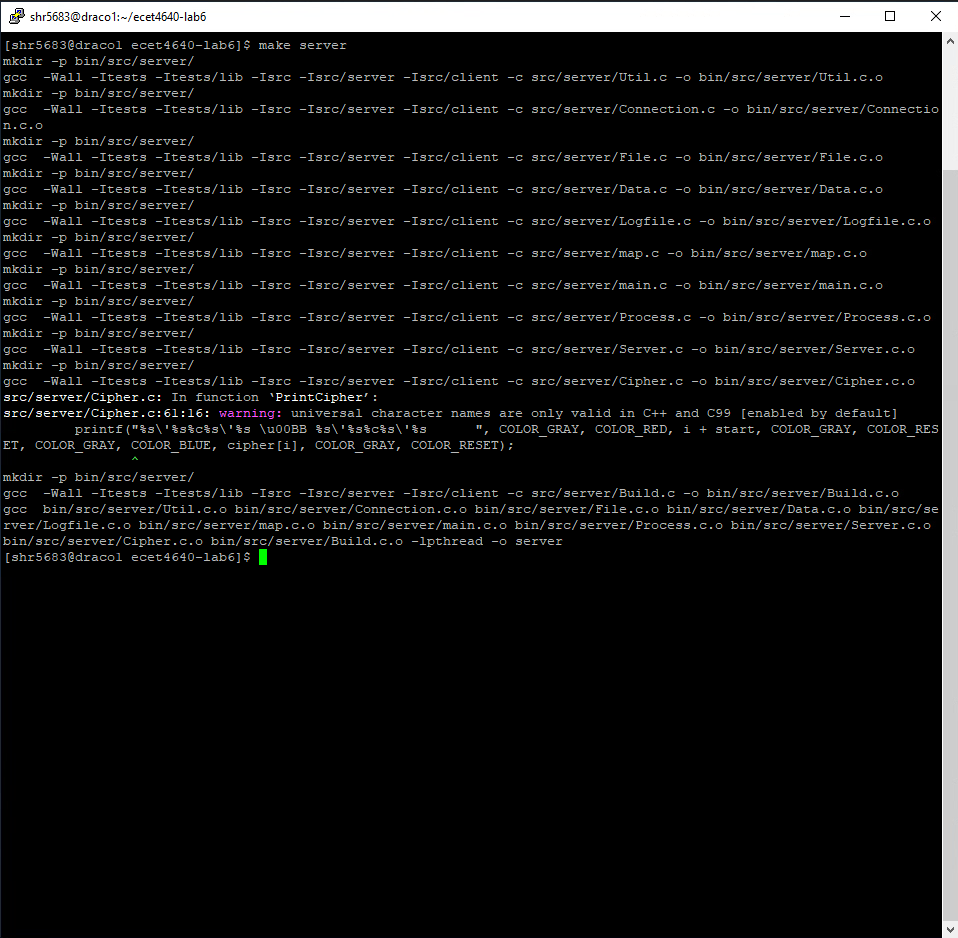 shr5683@draco1:~/ecet4640-lab6
[shr5683@draco1 ecet4640-lab6]$ make server
mkdir -p bin/src/server/
gcc  -Wall -Itests -Itests/lib -Isrc -Isrc/server -Isrc/client -c src/server/Util.c -o bin/src/server/Util.c.o
mkdir -p bin/src/server/
gcc  -Wall -Itests -Itests/lib -Isrc -Isrc/server -Isrc/client -c src/server/Connection.c -o bin/src/server/Connectio
n.c.o
mkdir -p bin/src/server/
gcc  -Wall -Itests -Itests/lib -Isrc -Isrc/server -Isrc/client -c src/server/File.c -o bin/src/server/File.c.o
mkdir -p bin/src/server/
gcc  -Wall -Itests -Itests/lib -Isrc -Isrc/server -Isrc/client -c src/server/Data.c -o bin/src/server/Data.c.o
mkdir -p bin/src/server/
gcc  -Wall -Itests -Itests/lib -Isrc -Isrc/server -Isrc/client -c src/server/Logfile.c -o bin/src/server/Logfile.c.o
mkdir -p bin/src/server/
gcc  -Wall -Itests -Itests/lib -Isrc -Isrc/server -Isrc/client -c src/server/map.c -o bin/src/server/map.c.o
mkdir -p bin/src/server/
gcc  -Wall -Itests -Itests/lib -Isrc -Isrc/server -Isrc/client -c src/server/main.c -o bin/src/server/main.c.o
mkdir -p bin/src/server/
gcc  -Wall -Itests -Itests/lib -Isrc -Isrc/server -Isrc/client -c src/server/Process.c -o bin/src/server/Process.c.o
mkdir -p bin/src/server/
gcc  -Wall -Itests -Itests/lib -Isrc -Isrc/server -Isrc/client -c src/server/Server.c -o bin/src/server/Server.c.o
mkdir -p bin/src/server/
gcc  -Wall -Itests -Itests/lib -Isrc -Isrc/server -Isrc/client -c src/server/Cipher.c -o bin/src/server/Cipher.c.o
src/server/Cipher.c: In function ‘PrintCipher’:
src/server/Cipher.c:61:16: warning: universal character names are only valid in C++ and C99 [enabled by default]
         printf("%s\'%s%c%s\'%s \u00BB %s\'%s%c%s\'%s      ", COLOR_GRAY, COLOR_RED, i + start, COLOR_GRAY, COLOR_RES
ET, COLOR_GRAY, COLOR_BLUE, cipher[i], COLOR_GRAY, COLOR_RESET);
                ^
mkdir -p bin/src/server/
gcc  -Wall -Itests -Itests/lib -Isrc -Isrc/server -Isrc/client -c src/server/Build.c -o bin/src/server/Build.c.o
gcc  bin/src/server/Util.c.o bin/src/server/Connection.c.o bin/src/server/File.c.o bin/src/server/Data.c.o bin/src/se
rver/Logfile.c.o bin/src/server/map.c.o bin/src/server/main.c.o bin/src/server/Process.c.o bin/src/server/Server.c.o
bin/src/server/Cipher.c.o bin/src/server/Build.c.o -lpthread -o server
[shr5683@draco1 ecet4640-lab6]$